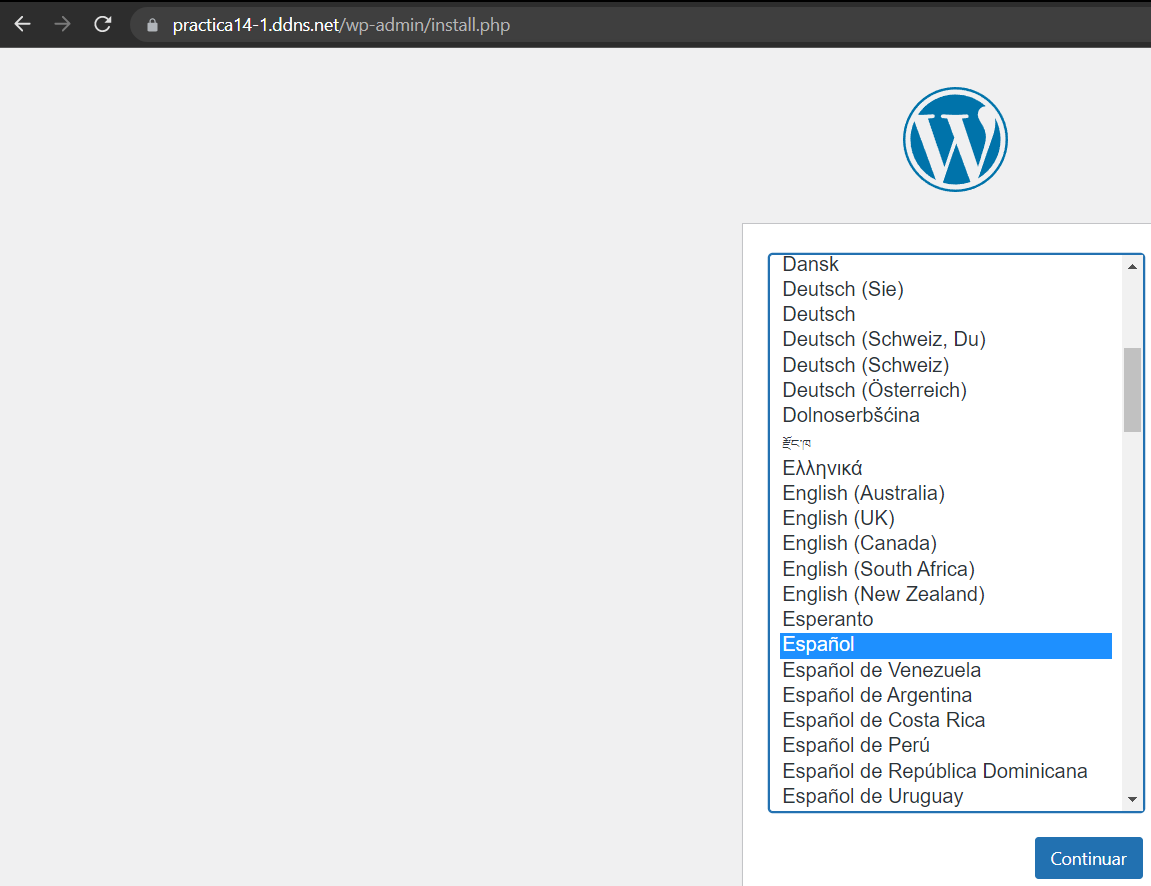 practica14-1.ddns.net/wp-admin/install.php
W
Dansk
Deutsch (Sie)
Deutsch
Deutsch (Schweiz, Du)
Deutsch (Schweiz)
Deutsch (Österreich)
Dolnoserbšćina
རྫོང་ཁ
Ελληνικά
English (Australia)
English (UK)
English (Canada)
English (South Africa)
English (New Zealand)
Esperanto
Español
Español de Venezuela
Español de Argentina
Español de Costa Rica
Español de Perú
Español de República Dominicana
Español de Uruguay
Continuar